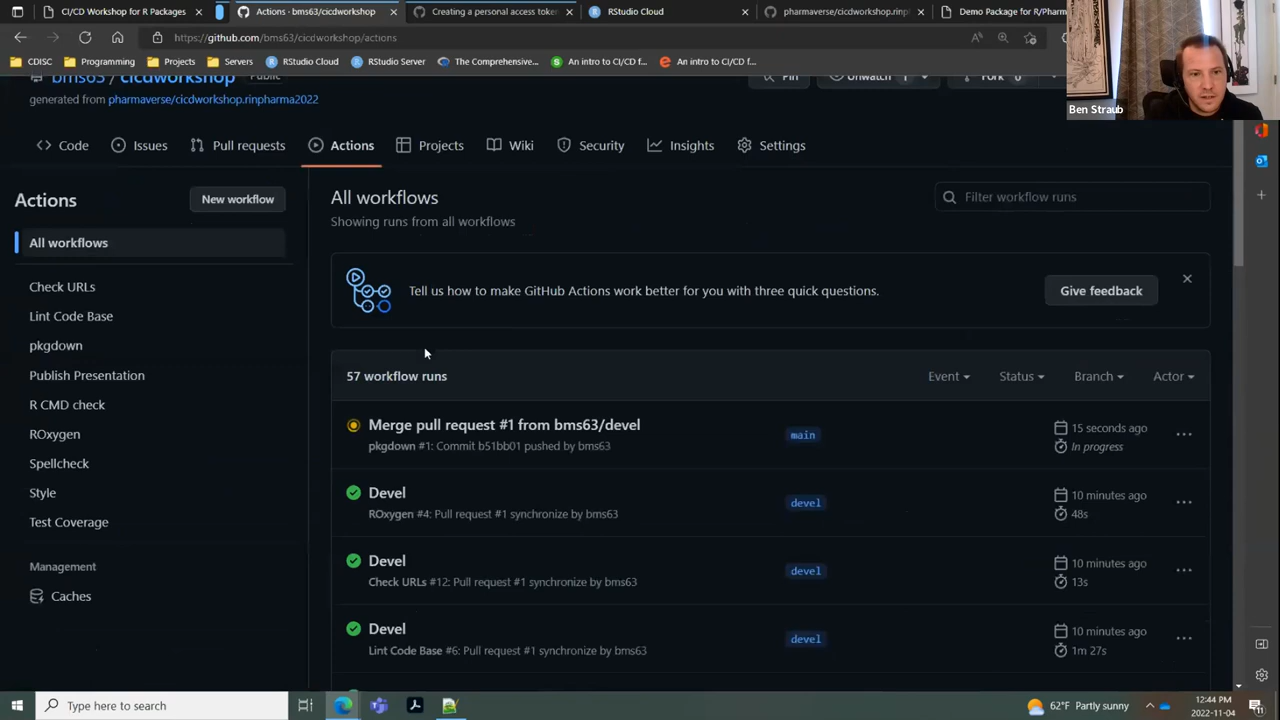 CI/CD Workshop for R Packages
Actions · bms63/cicdworkshop
Creating a personal access toke
RStudio Cloud
pharmaverse/cicdworkshop.rinp
Demo Package for R/Pharm
https://github.com/bms63/cicdworkshop/actions
CDISC
Programming
Projects
Servers
RStudio Cloud
RStudio Server
The Comprehensive...
An intro to CI/CD f...
An intro to CI/CD f...
Ben Straub
bms63 / cicdworkshop
Public
Pin
Unwatch 1
Fork 0
generated from pharmaverse/cicdworkshop.rinpharma2022
Code
Issues
Pull requests
Actions
Projects
Wiki
Security
Insights
Settings
Actions
New workflow
All workflows
Check URLs
Lint Code Base
pkgdown
Publish Presentation
R CMD check
ROxygen
Spellcheck
Style
Test Coverage
Management
Caches
All workflows
Showing runs from all workflows
Filter workflow runs
Tell us how to make GitHub Actions work better for you with three quick questions.
Give feedback
57 workflow runs
Event
Status
Branch
Actor
Merge pull request #1 from bms63/devel
pkgdown #1: Commit b51bb01 pushed by bms63
main
15 seconds ago
In progress
Devel
ROxygen #4: Pull request #1 synchronize by bms63
devel
10 minutes ago
48s
Devel
Check URLs #12: Pull request #1 synchronize by bms63
devel
10 minutes ago
13s
Devel
Lint Code Base #6: Pull request #1 synchronize by bms63
devel
10 minutes ago
1m 27s
Type here to search
62°F Partly sunny
12:44 PM
2022-11-04
11